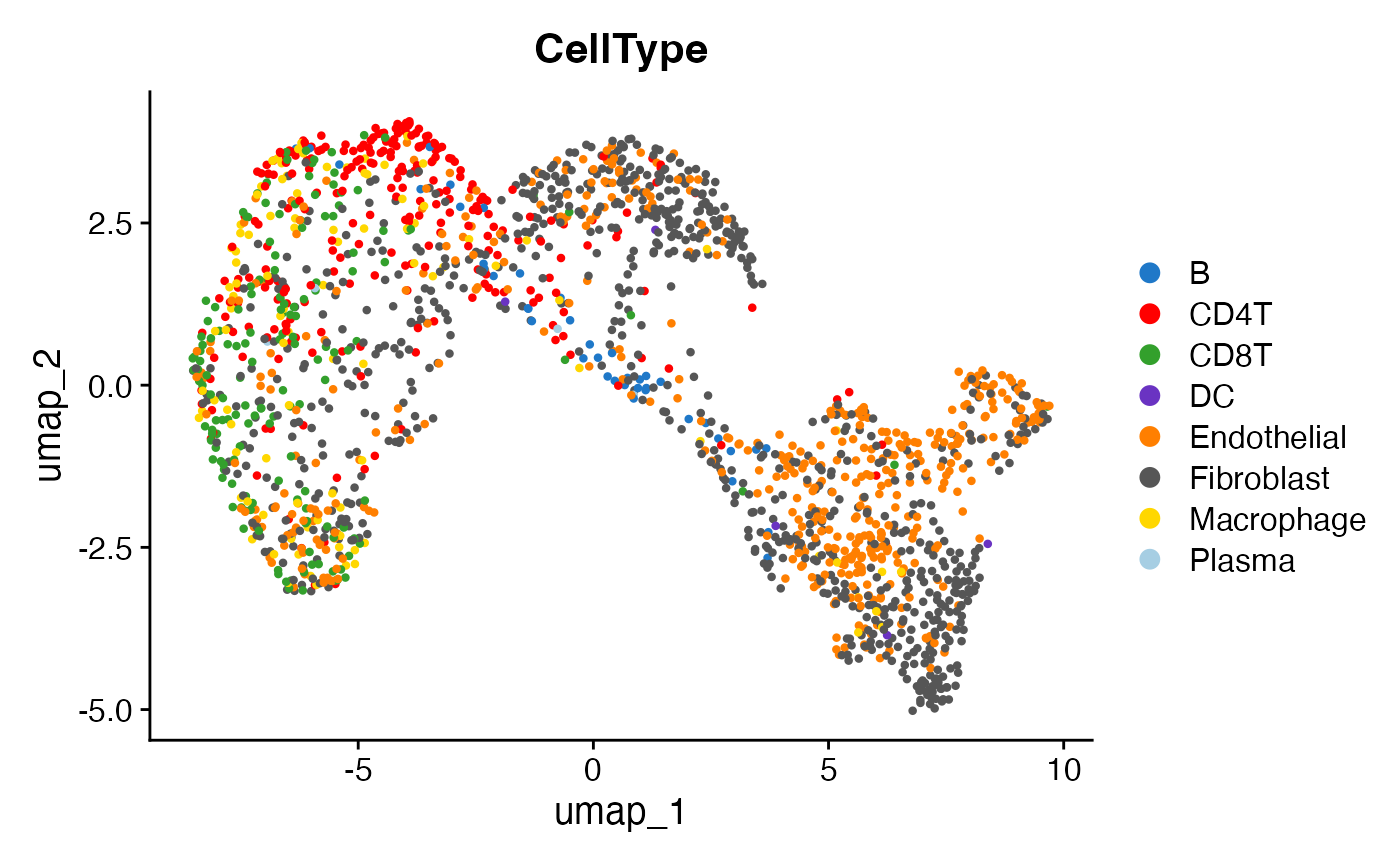 CellType
umap_2
2.5
0.0
-2.5
-5.0
-5
0
5
10
umap_1
B
CD4T
CD8T
DC
Endothelial
Fibroblast
Macrophage
Plasma